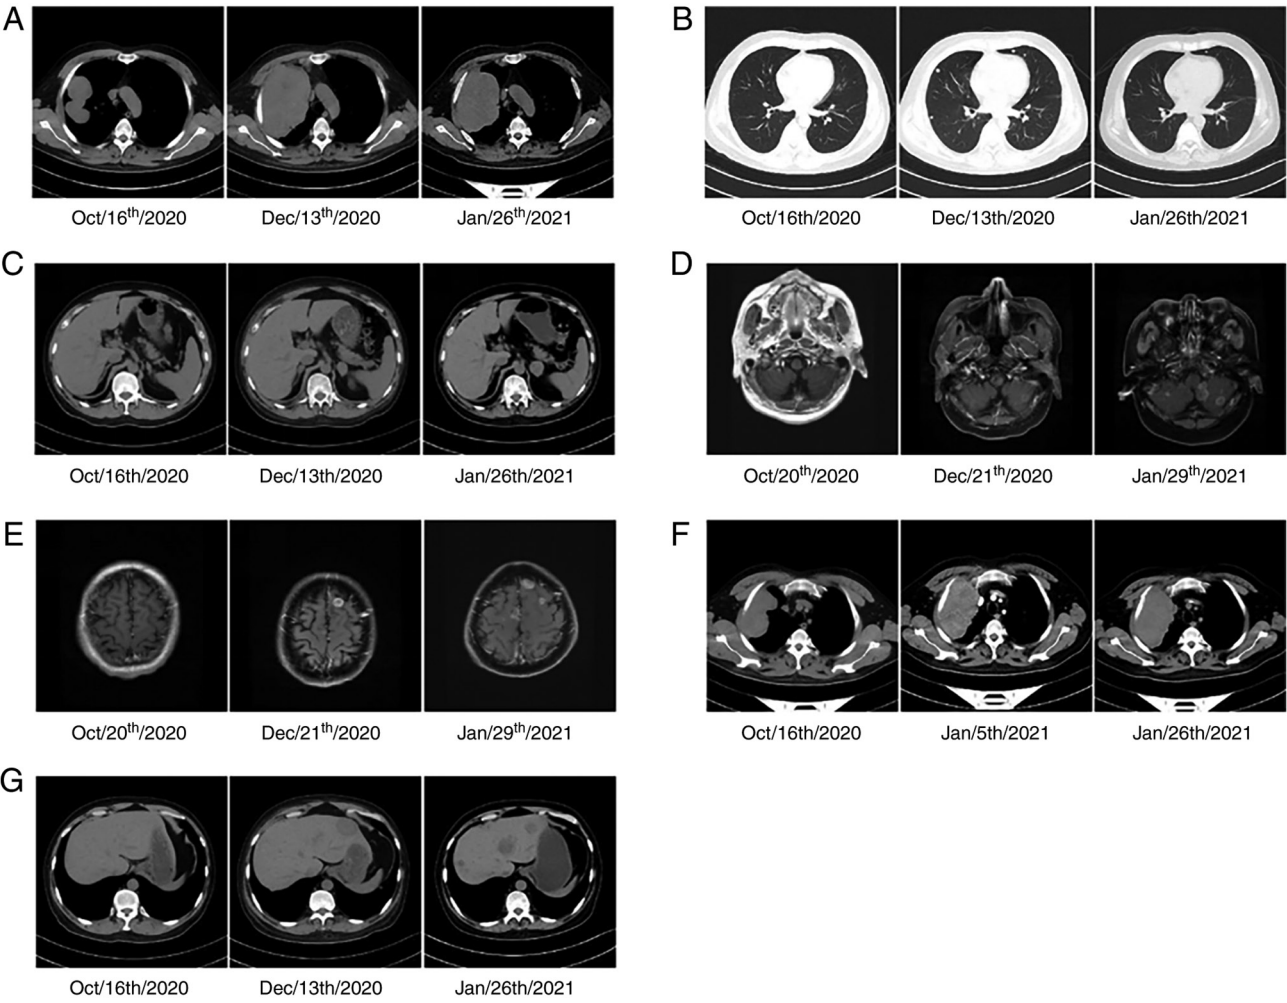 A
Oct/16th/2020 Dec/13th/2020 Jan/26th/2021
B
Oct/16th/2020 Dec/13th/2020 Jan/26th/2021
C
Oct/16th/2020 Dec/13th/2020 Jan/26th/2021
D
Oct/20th/2020 Dec/21th/2020 Jan/29th/2021
E
Oct/20th/2020 Dec/21th/2020 Jan/29th/2021
F
Oct/16th/2020 Jan/5th/2021 Jan/26th/2021
G
Oct/16th/2020 Dec/13th/2020 Jan/26th/2021